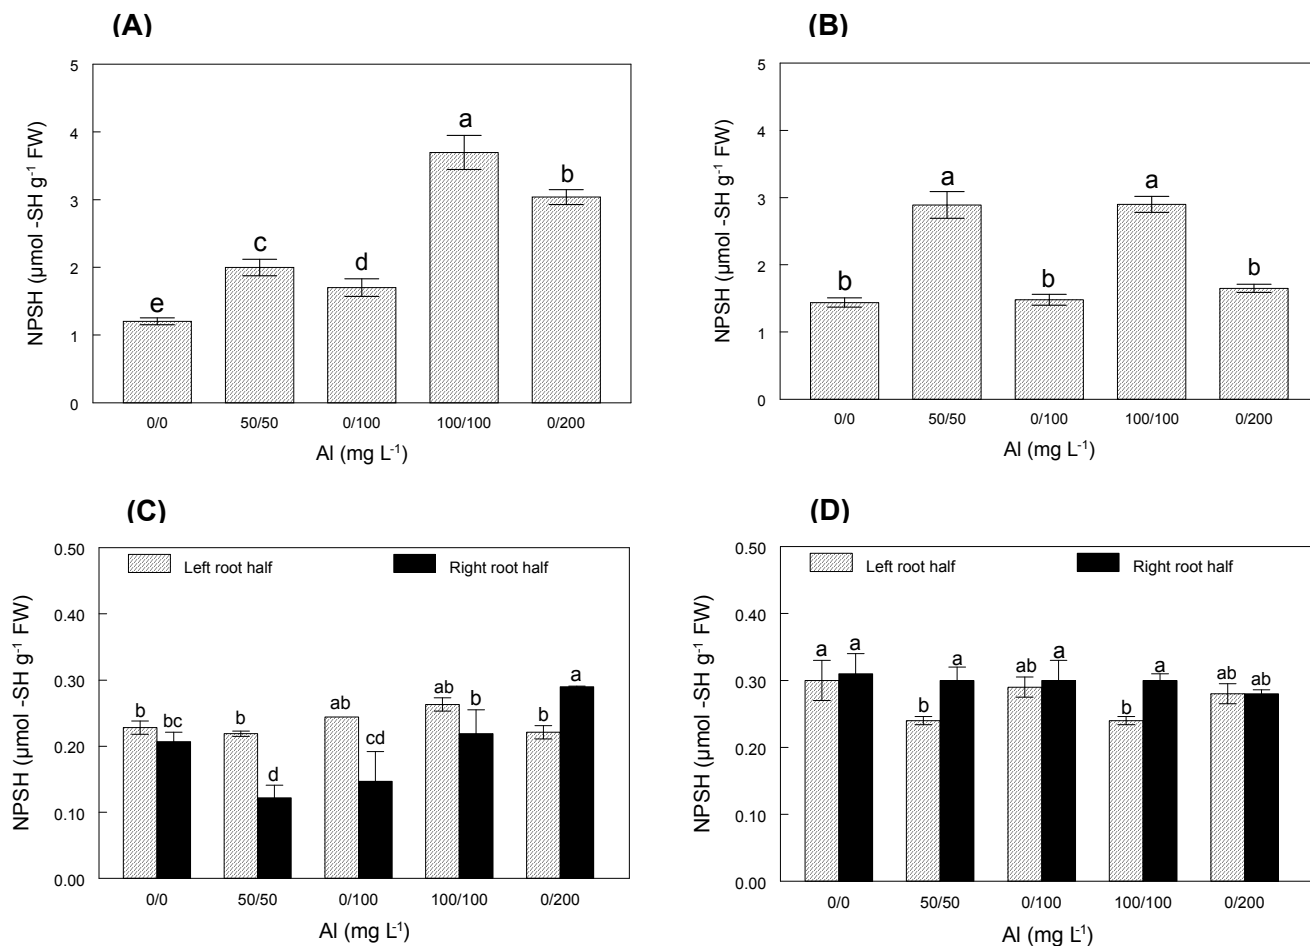 (A)
NPSH (µmol -SH g⁻¹ FW)
5
4
3
2
1
0
e
c
d
a
b
0/0 50/50 0/100 100/100 0/200
Al (mg L⁻¹)
(B)
NPSH (µmol -SH g⁻¹ FW)
5
4
3
2
1
0
b
a
b
a
b
0/0 50/50 0/100 100/100 0/200
Al (mg L⁻¹)
(C)
NPSH (µmol -SH g⁻¹ FW)
0.50
0.40
0.30
0.20
0.10
0.00
Left root half Right root half
b bc b d ab cd ab b b a
0/0 50/50 0/100 100/100 0/200
Al (mg L⁻¹)
(D)
NPSH (µmol -SH g⁻¹ FW)
0.50
0.40
0.30
0.20
0.10
0.00
Left root half Right root half
a a b a ab a b a ab ab
0/0 50/50 0/100 100/100 0/200
Al (mg L⁻¹)